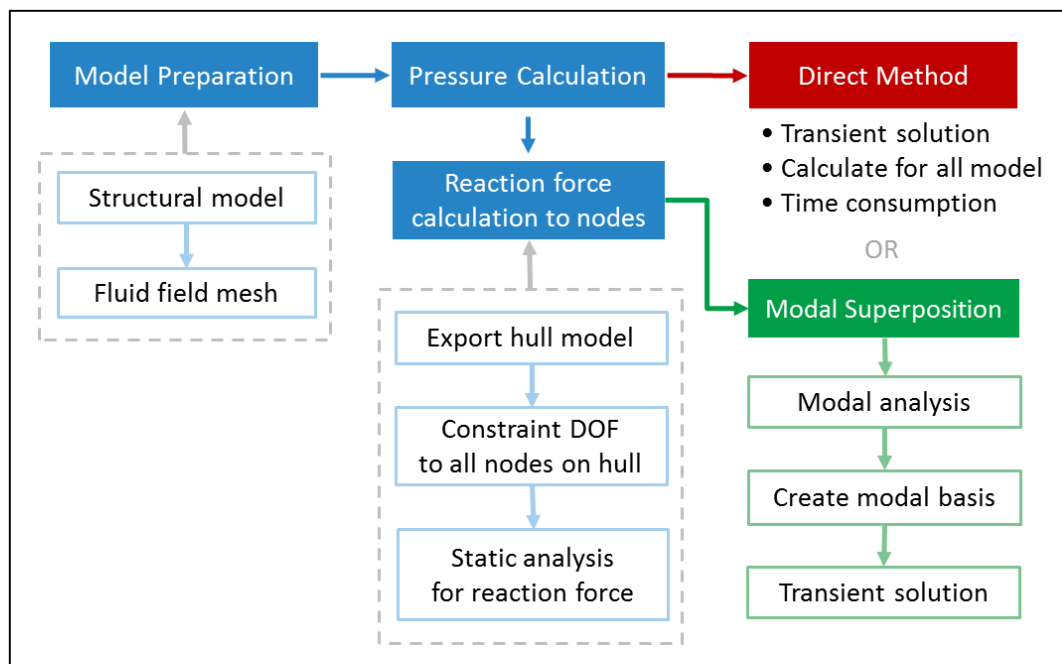 Model Preparation
Structural model
Fluid field mesh
Pressure Calculation
Reaction force
calculation to nodes
Export hull model
Constraint DOF
to all nodes on hull
Static analysis
for reaction force
Direct Method
• Transient solution
• Calculate for all model
• Time consumption
OR
Modal Superposition
Modal analysis
Create modal basis
Transient solution